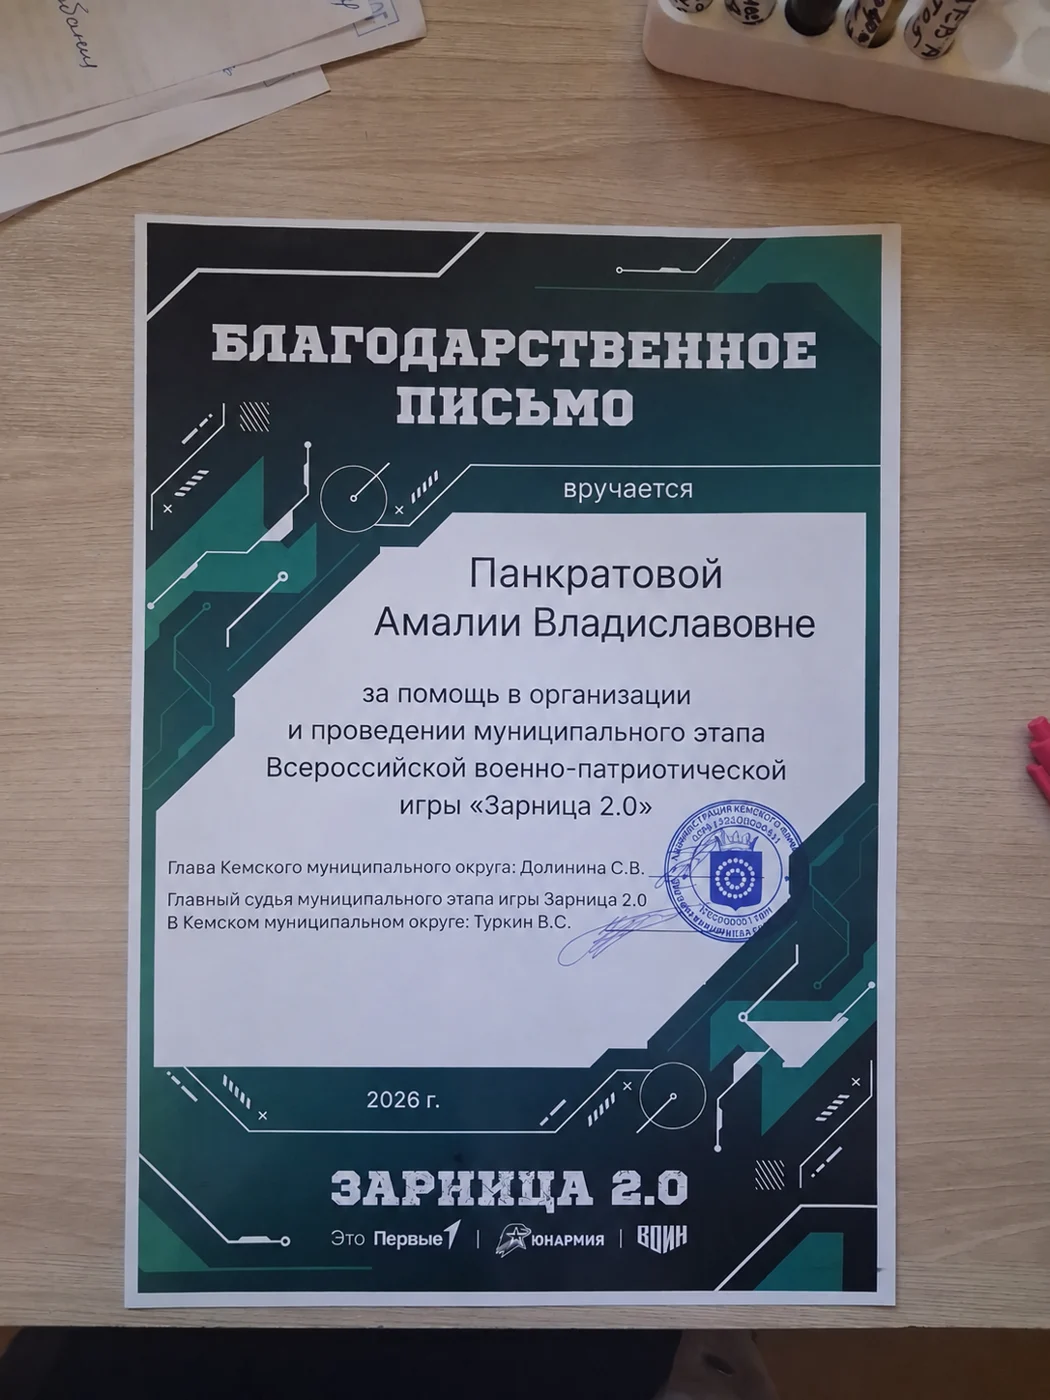 БЛАГОДАРСТВЕННОЕ
ПИСЬМО
вручается
Панкратовой
Амалии Владиславовне
за помощь в организации
и проведении муниципального этапа
Всероссийской военно-патриотической
игры «Зарница 2.0»
Глава Кемского муниципального округа: Долинина С.В.
Главный судья муниципального этапа игры Зарница 2.0
В Кемском муниципальном округе: Туркин В.С.
АДМИНИСТРАЦИЯ КЕМСКОГО
2026 г.
ЗАРНИЦА 2.0
Это Первые | ЮНАРМИЯ | ВОИН